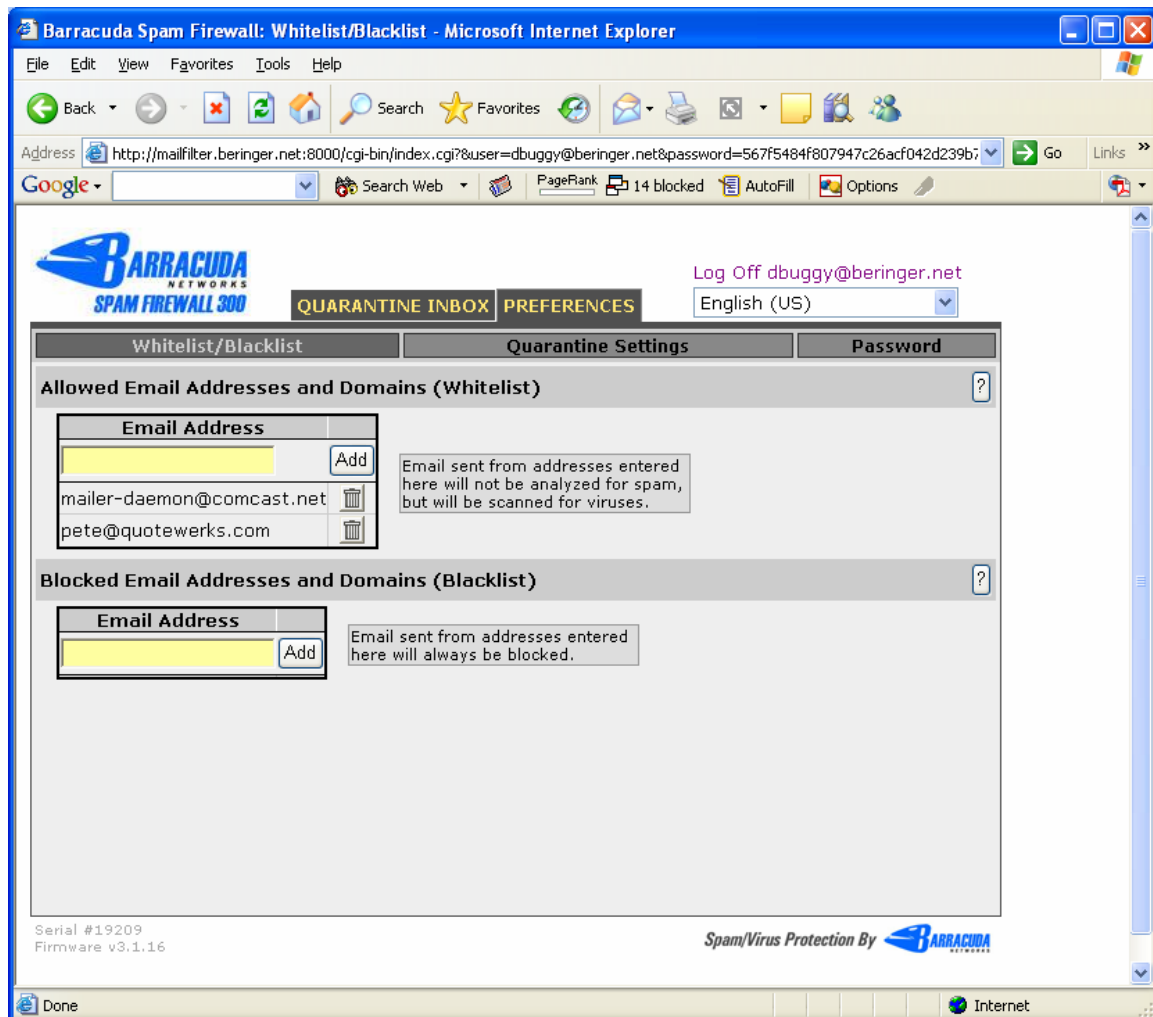 Barracuda Spam Firewall: Whitelist/Blacklist - Microsoft Internet Explorer
File Edit View Favorites Tools Help
Back Search Favorites
Address http://mailfilter.beringer.net:8000/cgi-bin/index.cgi?&user=dbuggy@beringer.net&password=567f5484f807947c26acf042d239b7 Go Links »
Google Search Web PageRank 14 blocked AutoFill Options
BARRACUDA
NETWORKS
SPAM FIREWALL 300
Log Off dbuggy@beringer.net
QUARANTINE INBOX PREFERENCES English (US)
Whitelist/Blacklist Quarantine Settings Password
Allowed Email Addresses and Domains (Whitelist) ?
Email Address
Add
mailer-daemon@comcast.net
pete@quotewerks.com
Email sent from addresses entered
here will not be analyzed for spam,
but will be scanned for viruses.
Blocked Email Addresses and Domains (Blacklist) ?
Email Address
Add
Email sent from addresses entered
here will always be blocked.
Serial #19209
Firmware v3.1.16
Spam/Virus Protection By BARRACUDA
NETWORKS
Done Internet